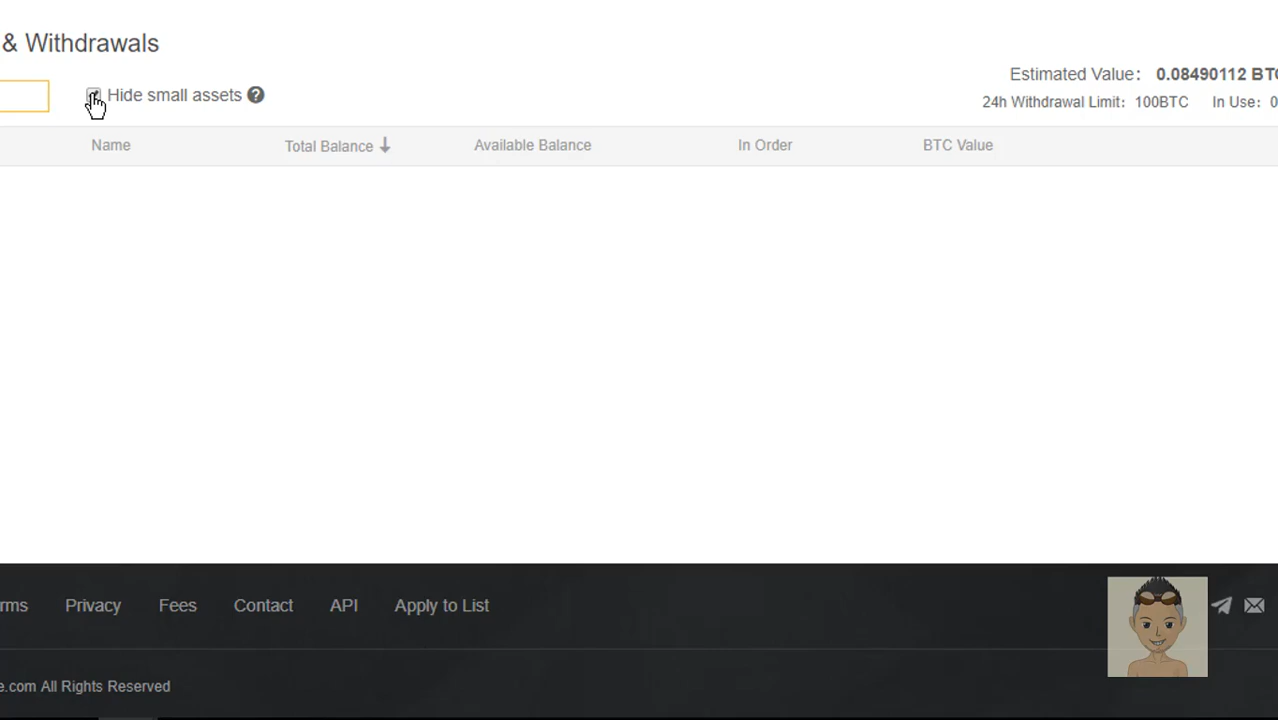 & Withdrawals
Hide small assets ?
Estimated Value: 0.08490112 BTC
24h Withdrawal Limit: 100BTC In Use: 0
Name Total Balance Available Balance In Order BTC Value
rms Privacy Fees Contact API Apply to List
e.com All Rights Reserved